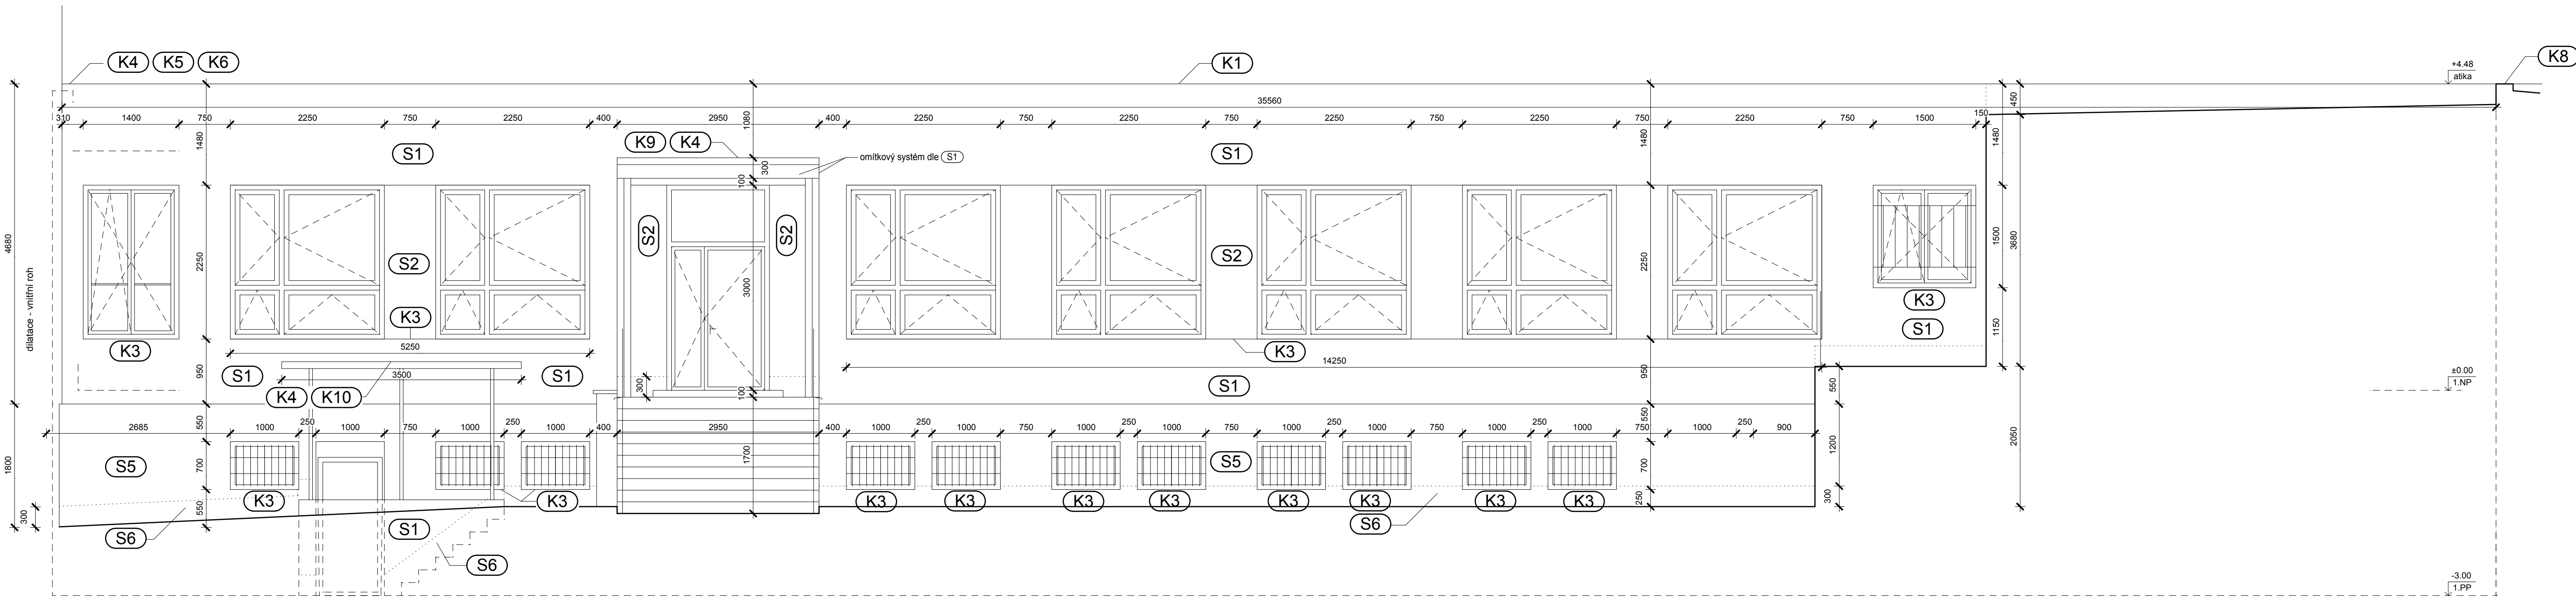 K4 K5 K6
K1
K8
+4.48
atika
35560
310 1400 750 2250 750 2250 400 2950 400 2250 750 2250 750 2250 750 2250 750 2250 750 1500 150
450
1480
1080
1480
1480
S1
K9 K4
omítkový systém dle S1
S1
300
100
4680
2250
S2
S2
S2
3000
S2
2250
1500
3680
dilatace - vnitřní roh
K3
K3
K3
K3
S1
1150
5250
14250
S1
3500
S1
S1
950
300
100
950
550
±0.00
1.NP
K4 K10
2685
550
1000 250 1000 750 1000 250 1000 400 2950 400 1000 250 1000 750 1000 250 1000 750 1000 250 1000 750 1000 250 1000 750 1000 250 900
550
1800
S5
700
1700
S5
700
1200
2050
K3
K3
K3 K3 K3 K3 K3 K3 K3 K3
300
550
250
300
S6
S1
S6
S6
-3.00
1.PP